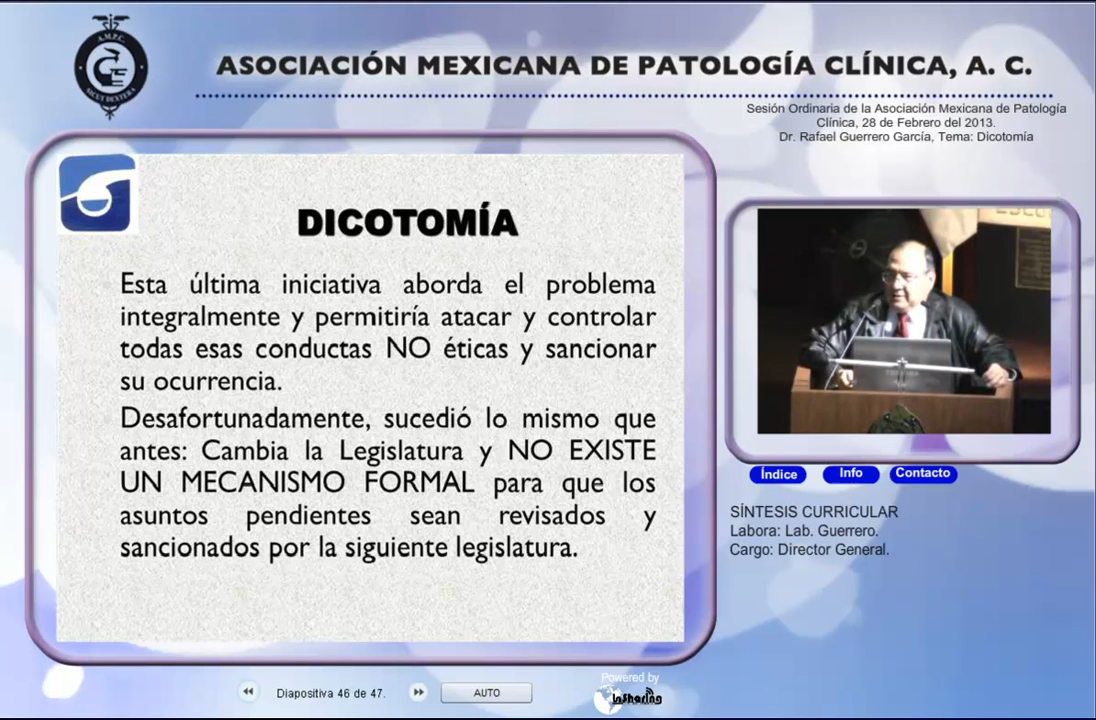 A.M.P.C.
SICUT DEXTERA
ASOCIACIÓN MEXICANA DE PATOLOGÍA CLÍNICA, A. C.
Sesión Ordinaria de la Asociación Mexicana de Patología
Clínica, 28 de Febrero del 2013.
Dr. Rafael Guerrero García, Tema: Dicotomía
DICOTOMÍA
Esta última iniciativa aborda el problema
integralmente y permitiría atacar y controlar
todas esas conductas NO éticas y sancionar
su ocurrencia.
Desafortunadamente, sucedió lo mismo que
antes: Cambia la Legislatura y NO EXISTE
UN MECANISMO FORMAL para que los
asuntos pendientes sean revisados y
sancionados por la siguiente legislatura.
TOSHIBA
Índice Info Contacto
SÍNTESIS CURRICULAR
Labora: Lab. Guerrero.
Cargo: Director General.
Diapositiva 46 de 47.
AUTO
Powered by
InSharing